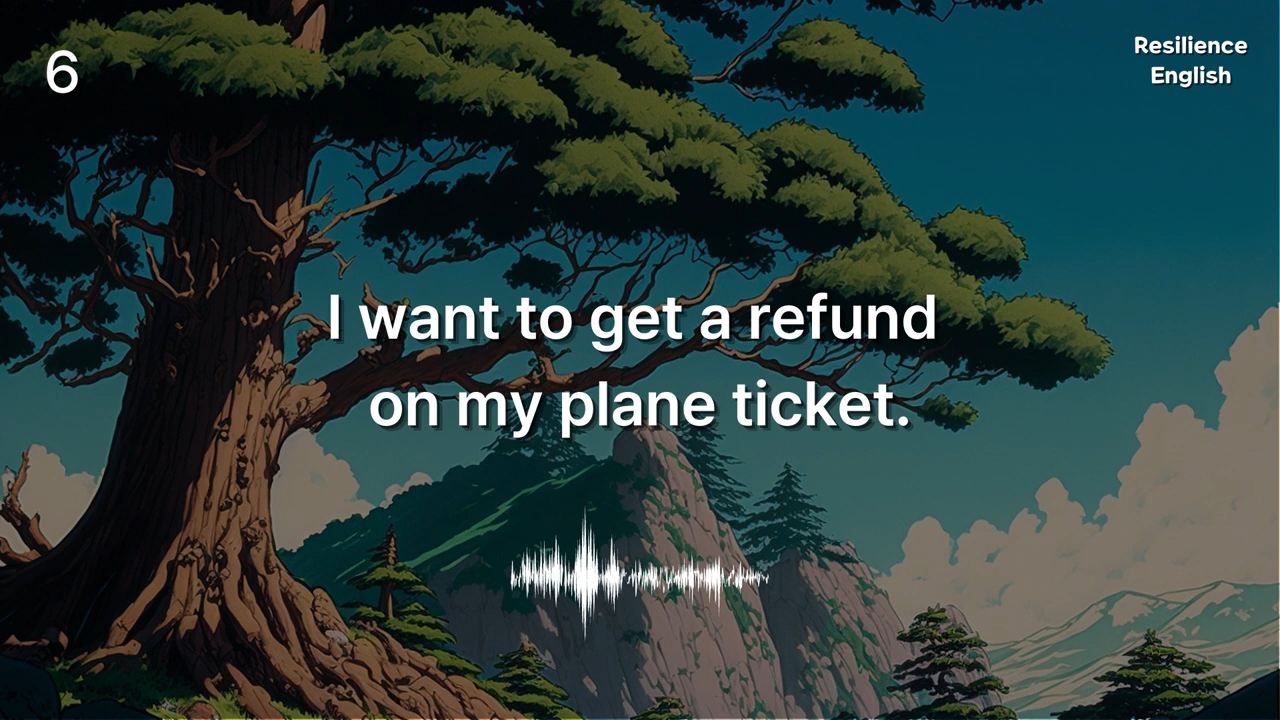 6
Resilience
English
I want to get a refund
on my plane ticket.